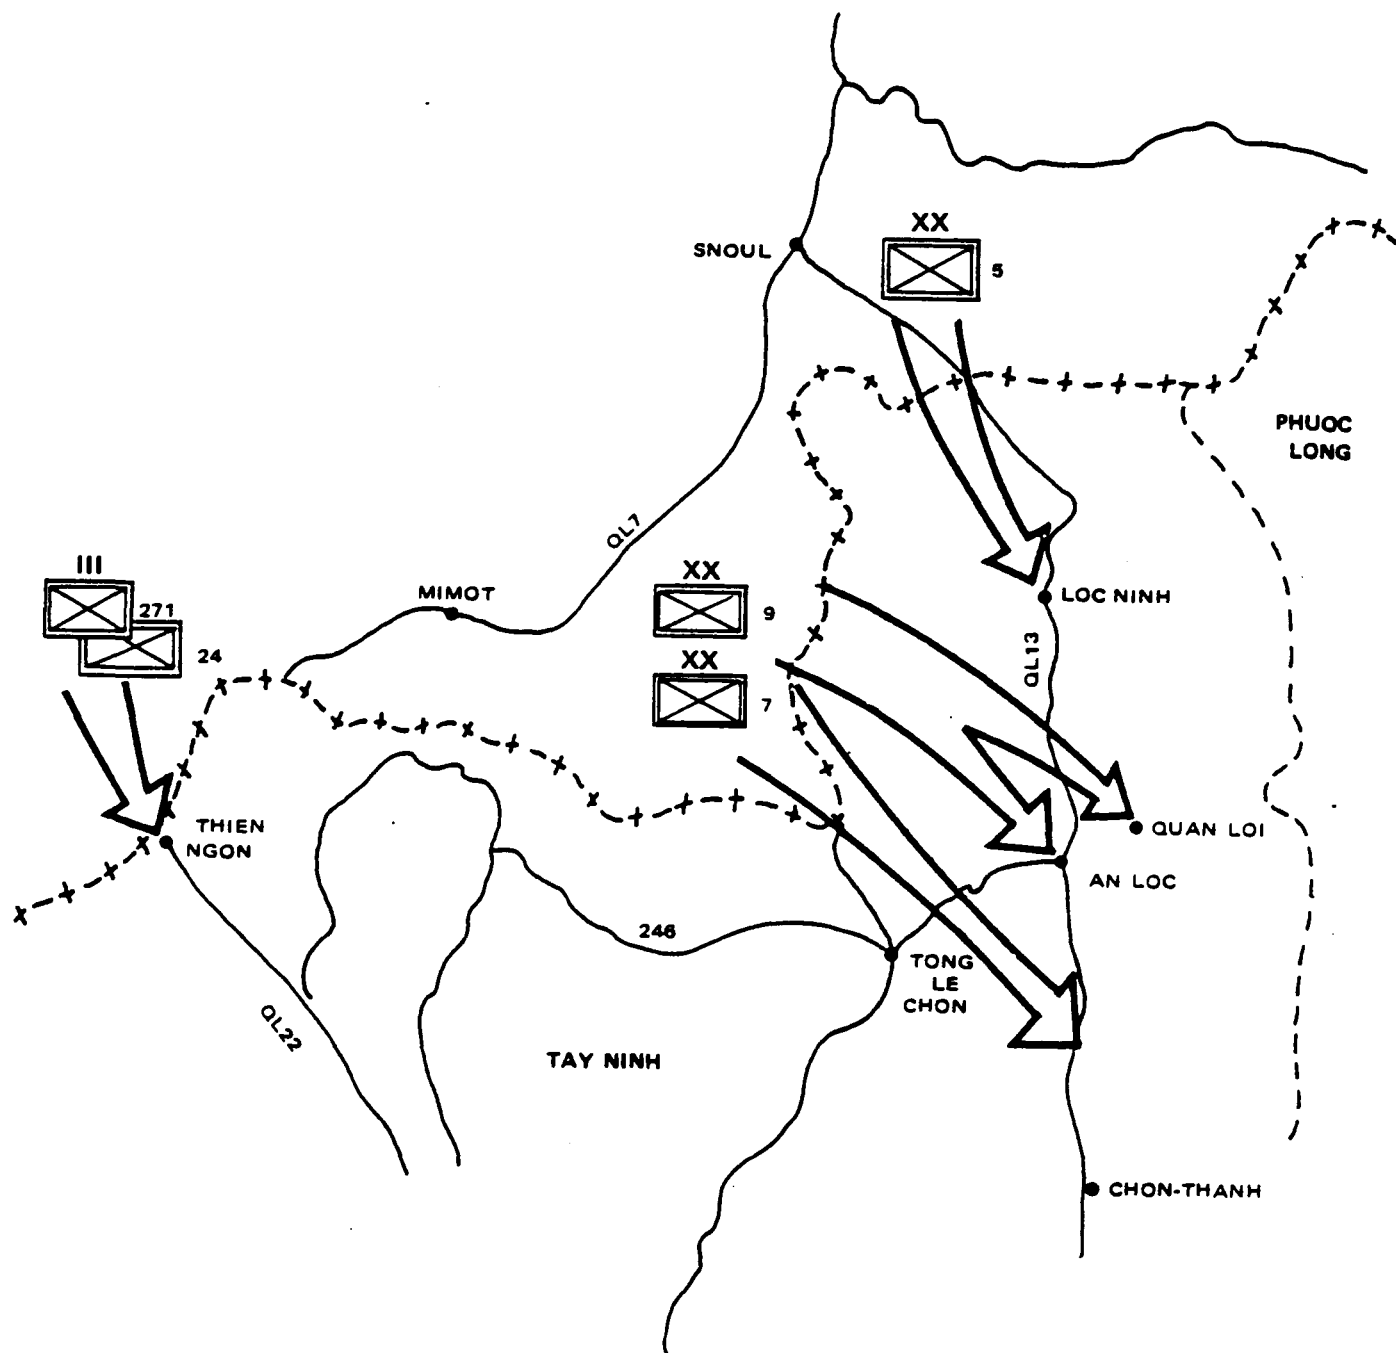 XX
SNOUL
5
PHUOC
LONG
QL7
III
271
24
MIMOT
XX
9
XX
7
LOC NINH
QL13
THIEN
NGON
QUAN LOI
AN LOC
246
TONG
LE
CHON
QL22
TAY NINH
CHON-THANH